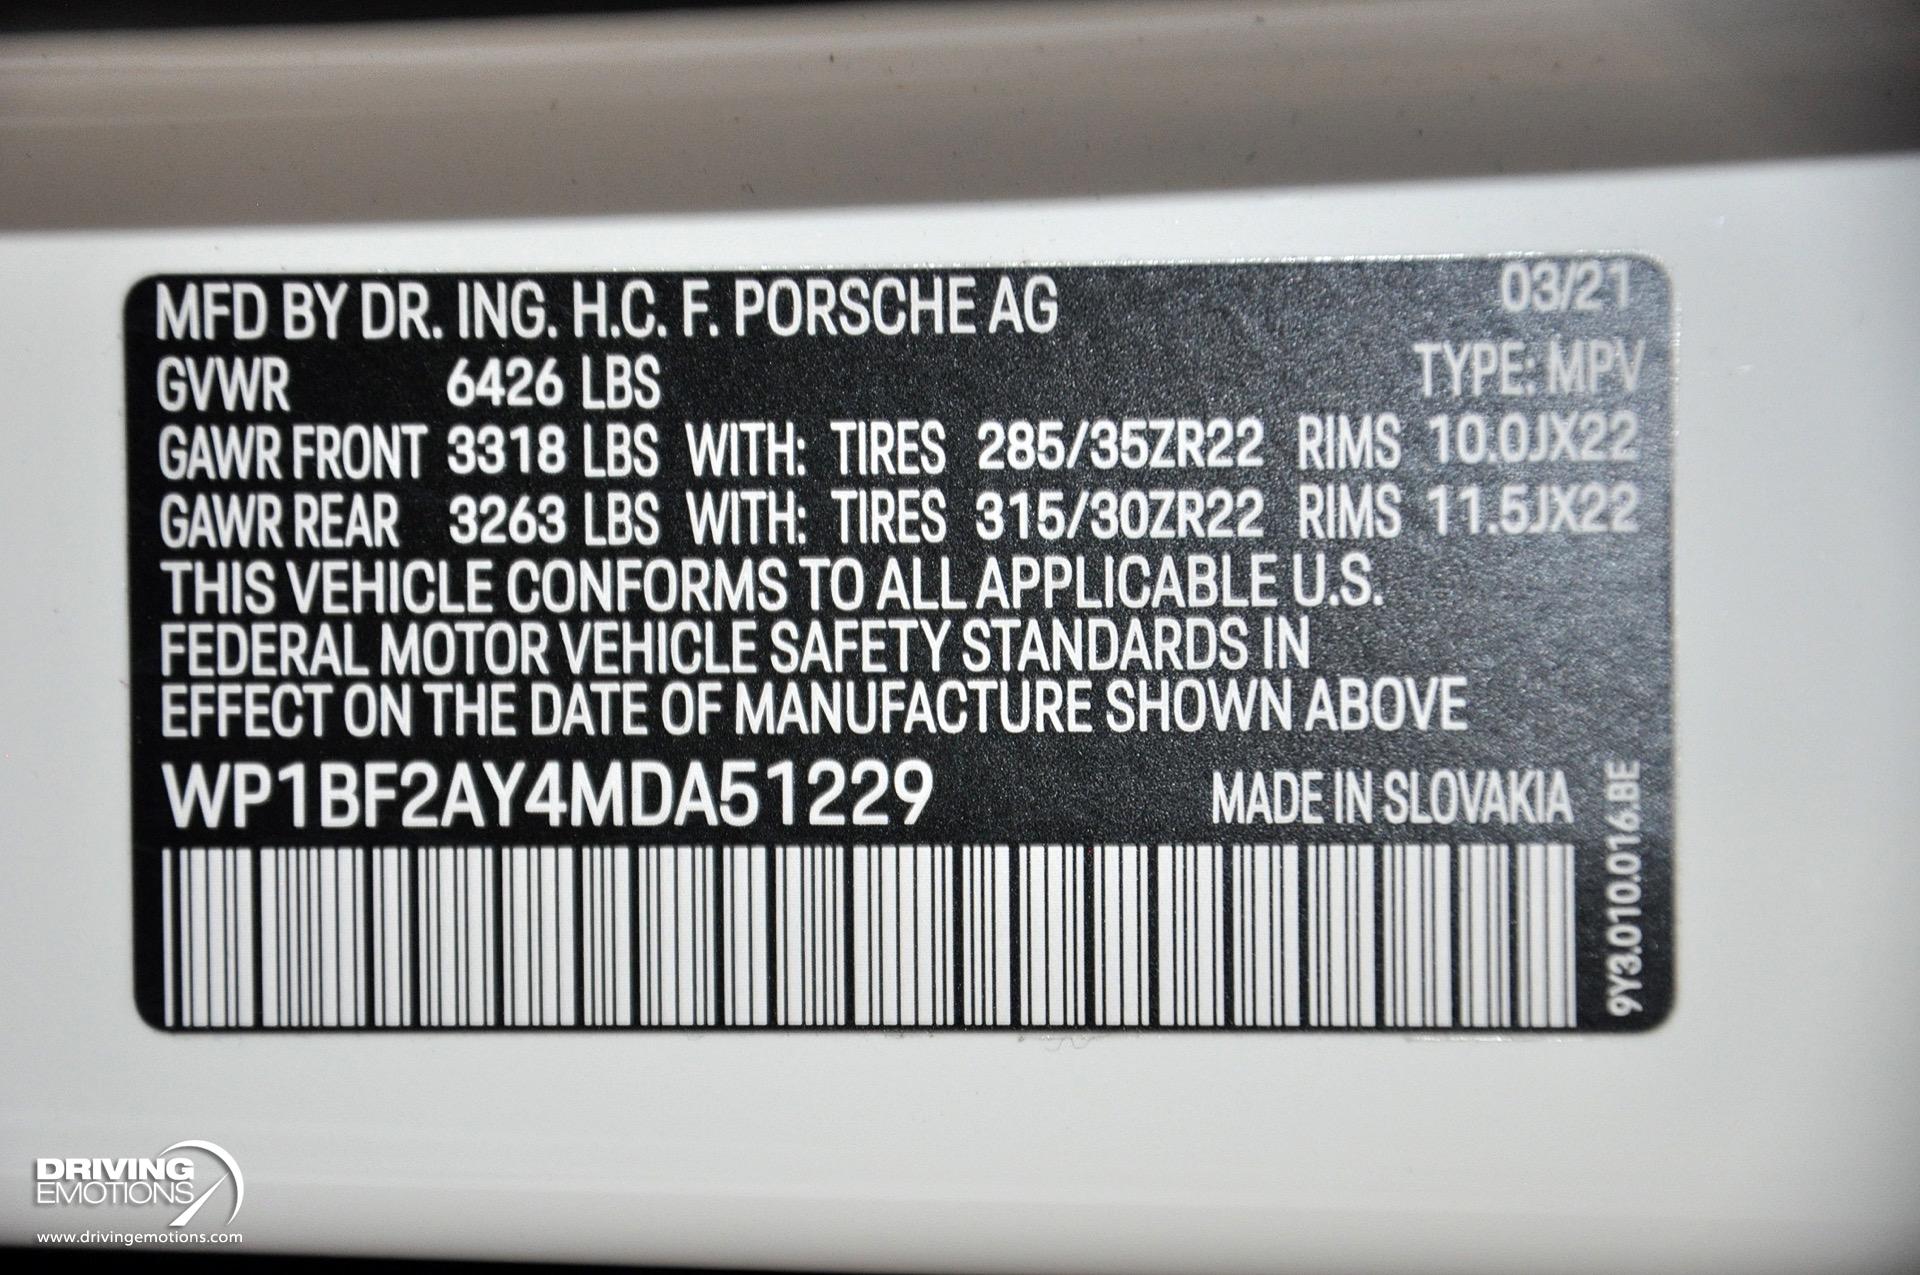 MFD BY DR. ING. H.C. F. PORSCHE AG 03/21
GVWR 6426 LBS TYPE: MPV
GAWR FRONT 3318 LBS WITH: TIRES 285/35ZR22 RIMS 10.0JX22
GAWR REAR 3263 LBS WITH: TIRES 315/30ZR22 RIMS 11.5JX22
THIS VEHICLE CONFORMS TO ALL APPLICABLE U.S.
FEDERAL MOTOR VEHICLE SAFETY STANDARDS IN
EFFECT ON THE DATE OF MANUFACTURE SHOWN ABOVE
WP1BF2AY4MDA51229 MADE IN SLOVAKIA
9Y3.010.016.BE
DRIVING
EMOTIONS
www.drivingemotions.com